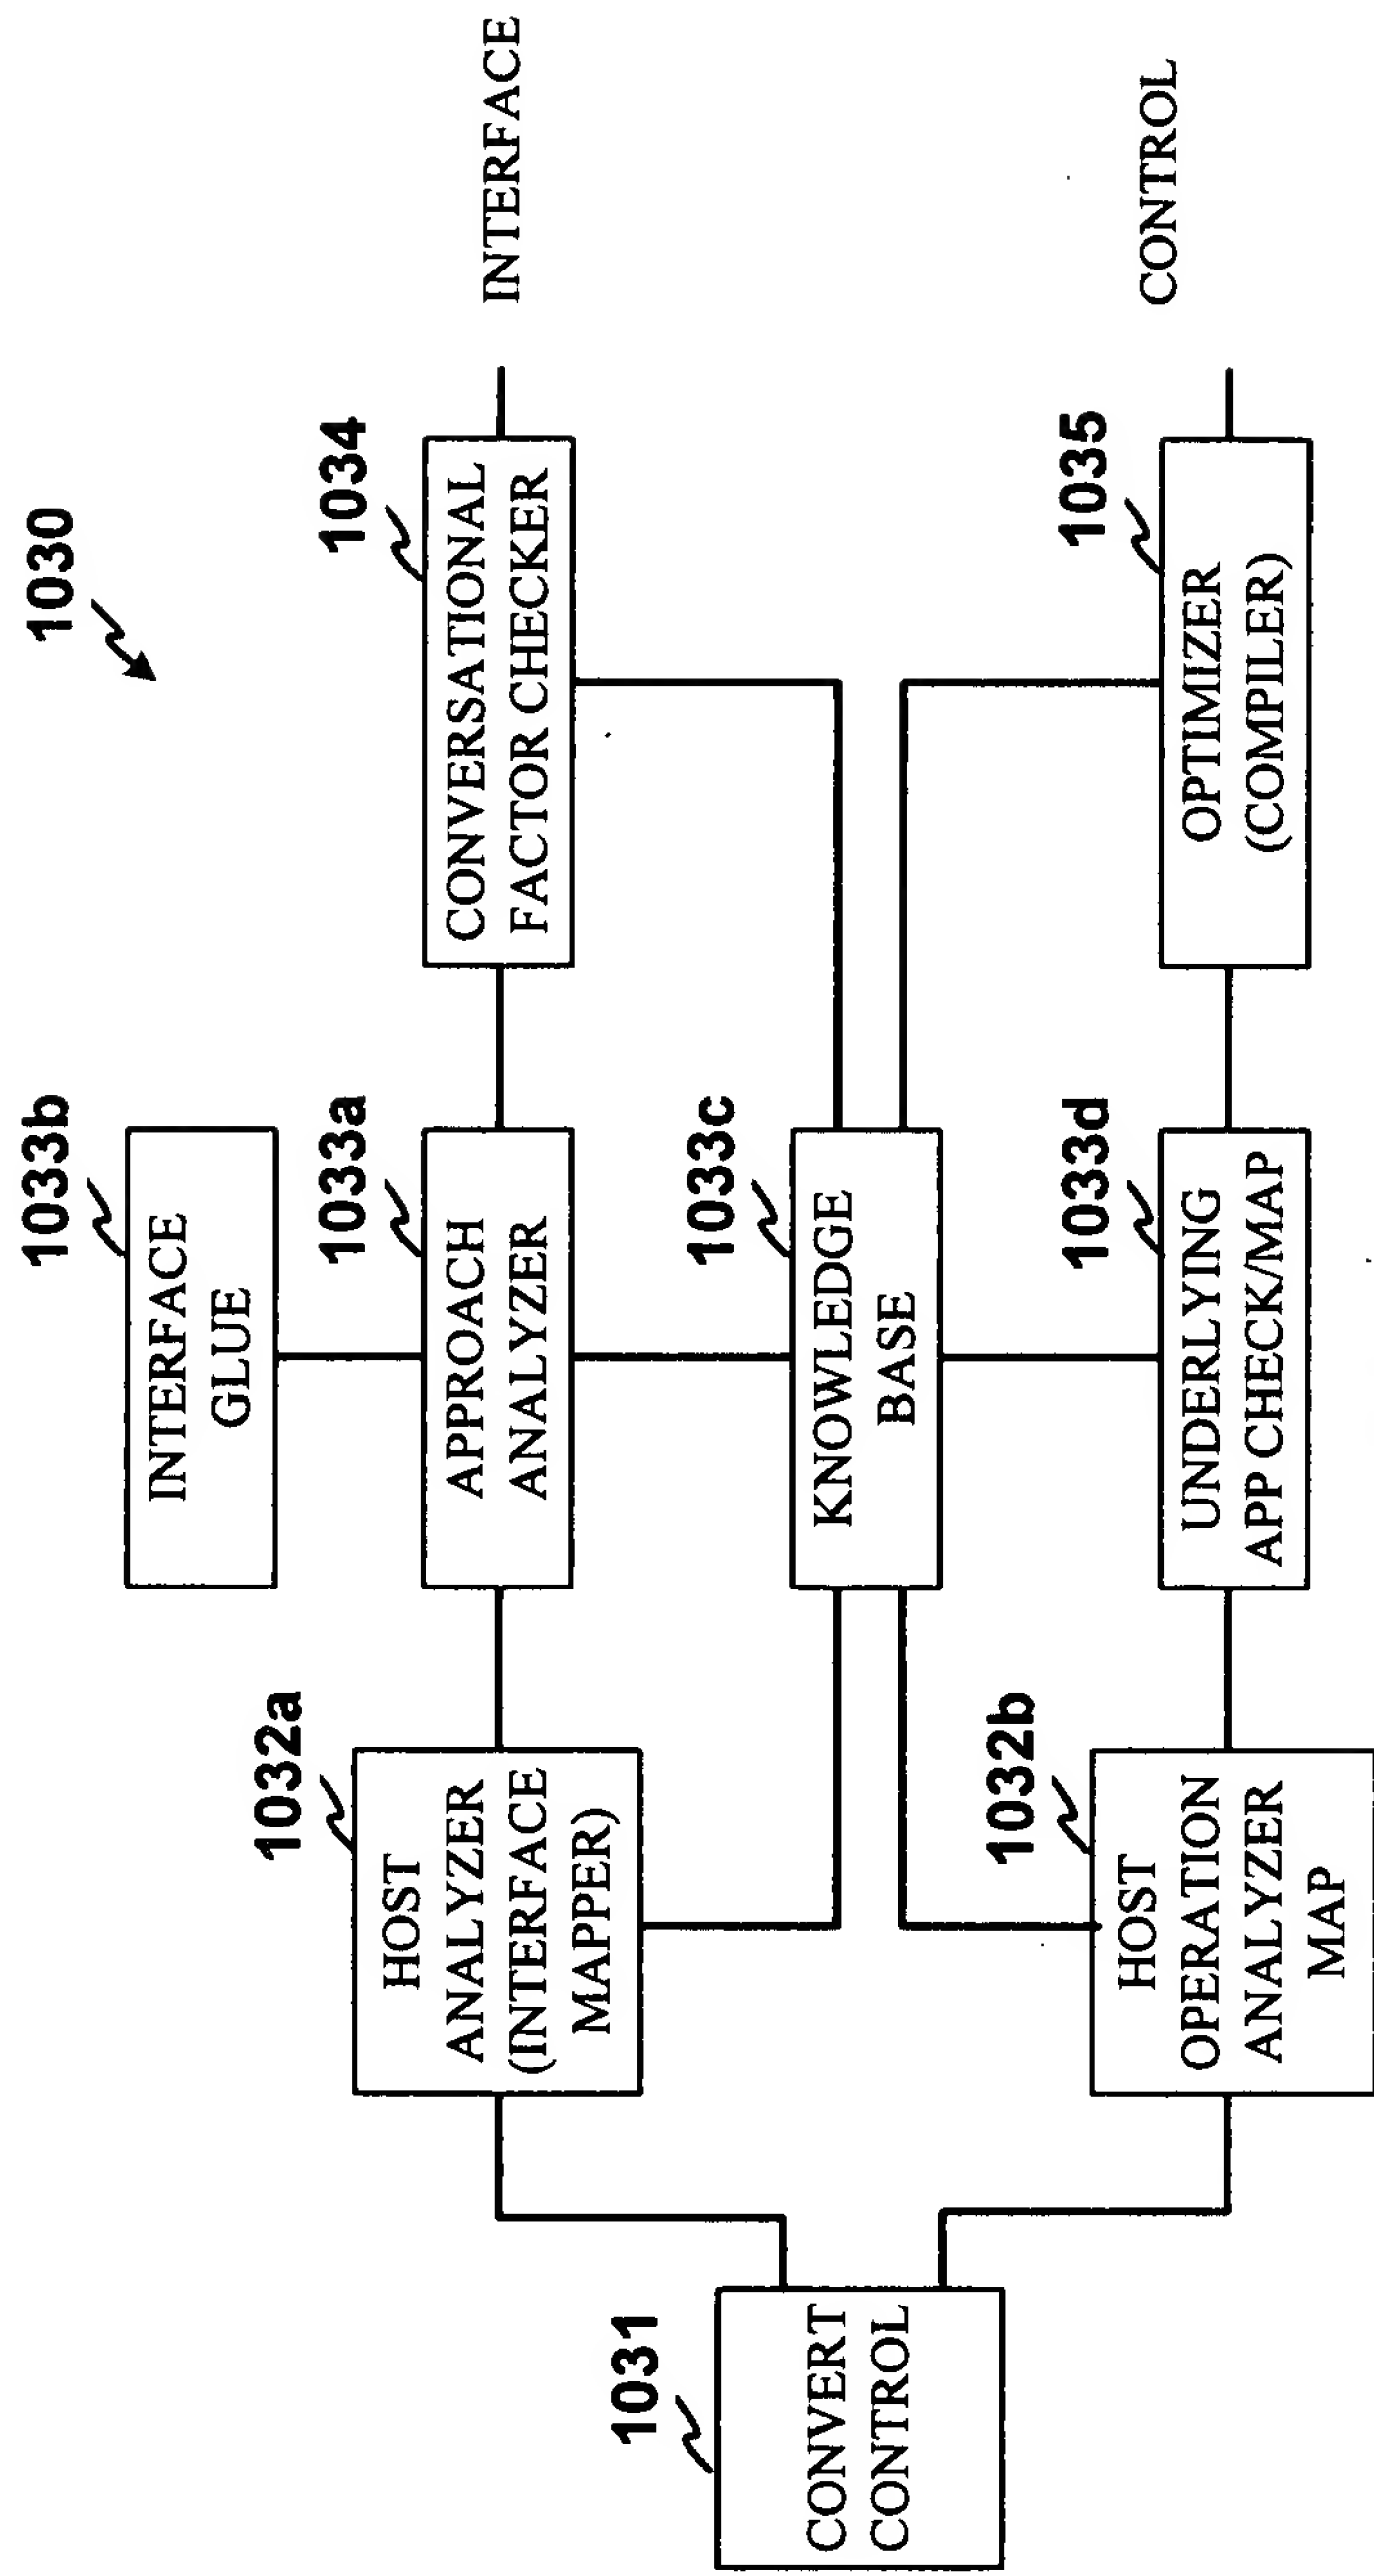 1030
1033b
INTERFACE
GLUE
1032a
HOST
ANALYZER
(INTERFACE
MAPPER)
1033a
APPROACH
ANALYZER
1034
CONVERSATIONAL
FACTOR CHECKER
INTERFACE
1031
CONVERT
CONTROL
1033c
KNOWLEDGE
BASE
1032b
HOST
OPERATION
ANALYZER
MAP
1033d
UNDERLYING
APP CHECK/MAP
1035
OPTIMIZER
(COMPILER)
CONTROL